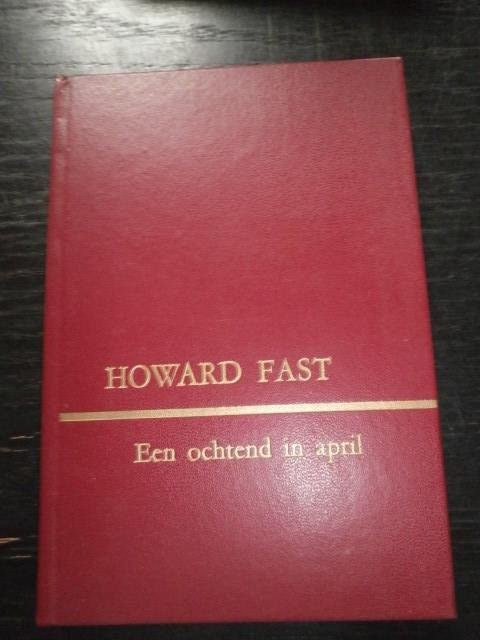 HOWARD FAST
Een ochtend in april